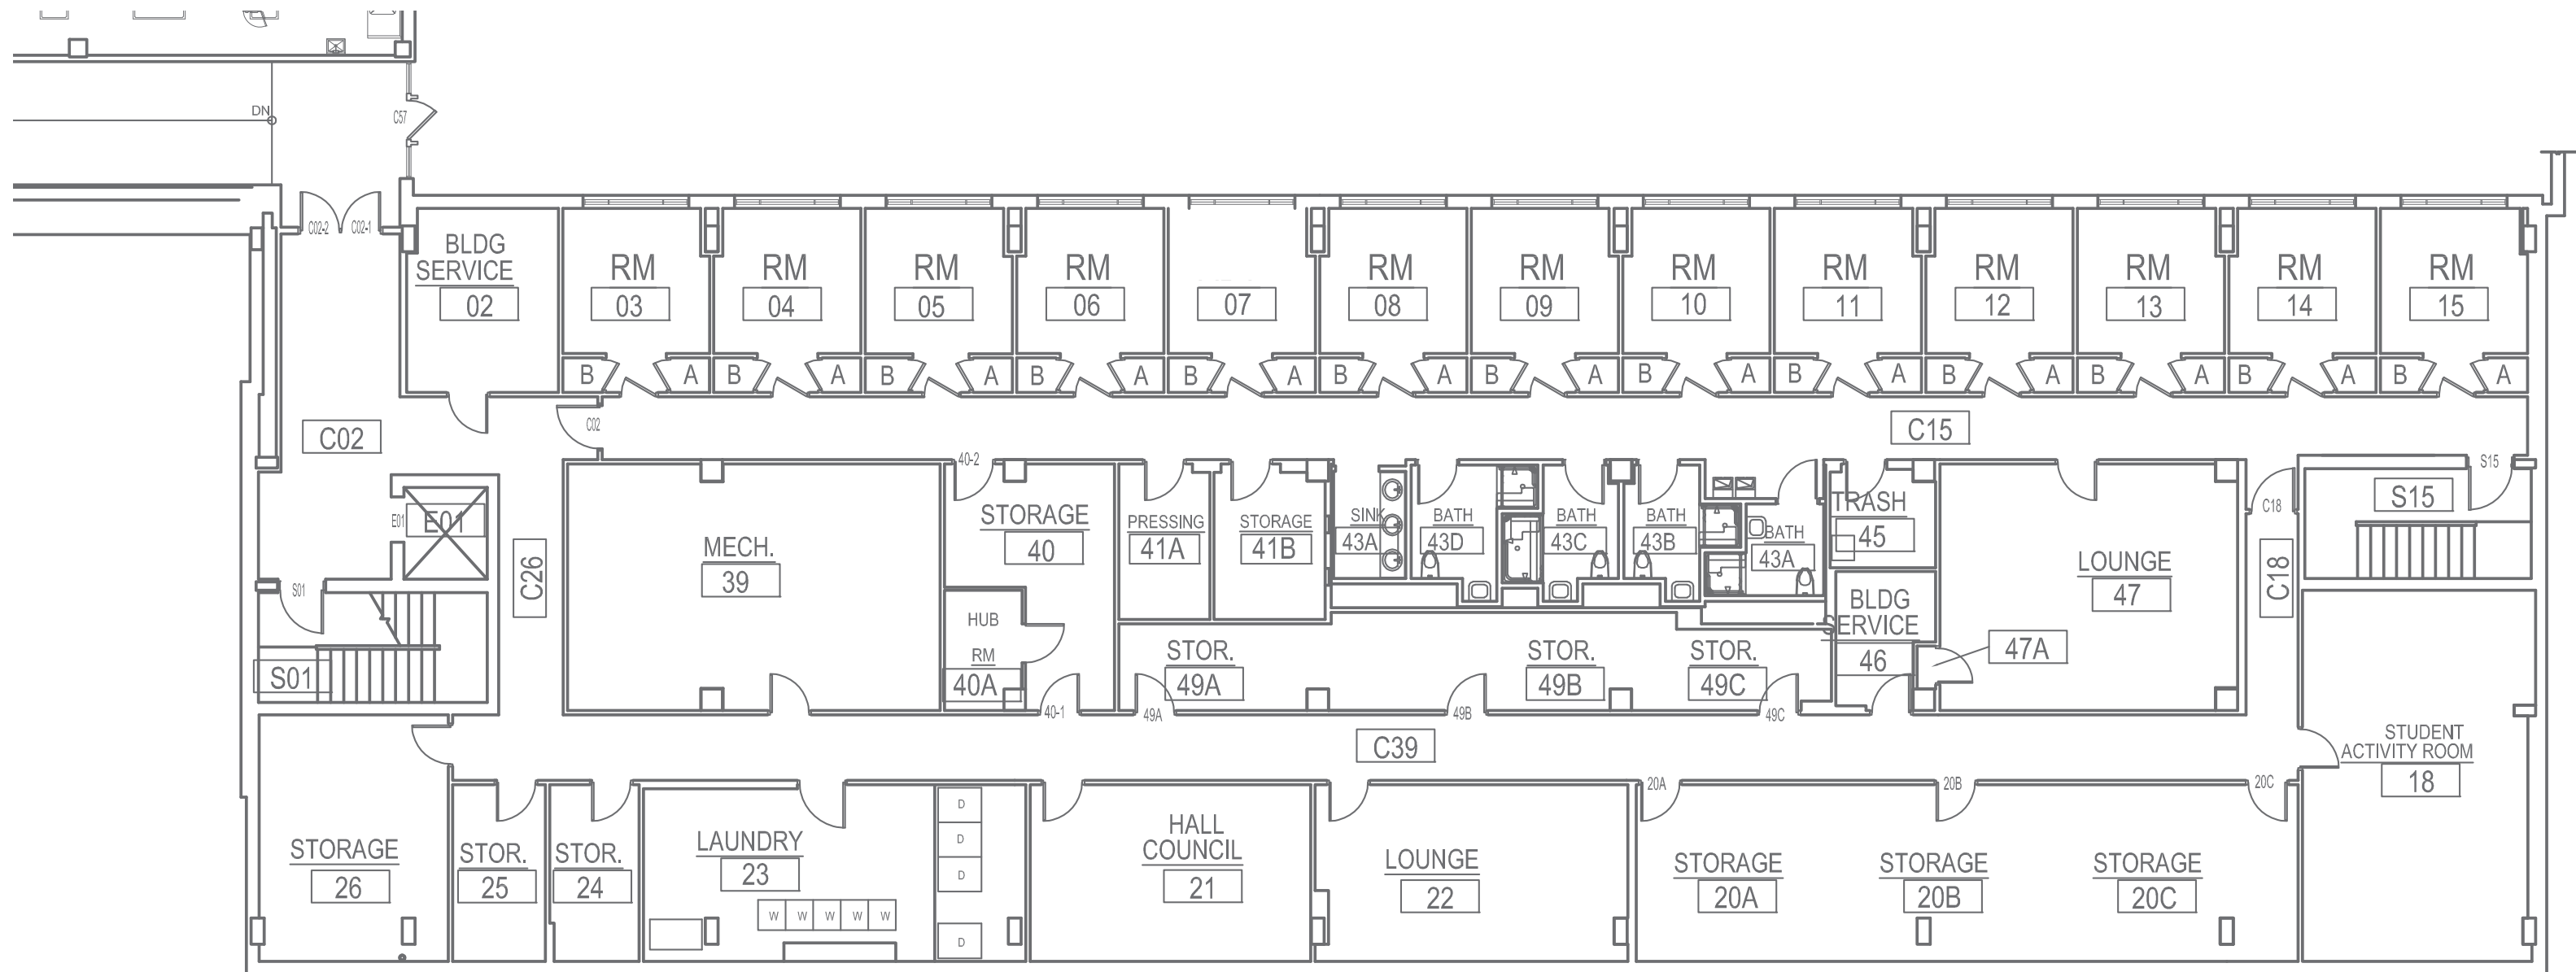 DN
C57
C02-2
C02-1
BLDG
SERVICE
02
RM
03
RM
04
RM
05
RM
06
07
RM
08
RM
09
RM
10
RM
11
RM
12
RM
13
RM
14
RM
15
B A B A B A B A B A B A B A B A B A B A B A B A B A
C02
C02
C15
40-2
S15
E01
E01
C26
MECH.
39
STORAGE
40
PRESSING
41A
STORAGE
41B
SINK
43A
BATH
43D
BATH
43C
BATH
43B
BATH
43A
TRASH
45
LOUNGE
47
C18
C18
S15
S01
S01
HUB
RM
40A
40-1
STOR.
49A
49A
STOR.
49B
49B
STOR.
49C
49C
BLDG
SERVICE
46
47A
C39
STUDENT
ACTIVITY ROOM
18
20A
20B
20C
STORAGE
26
STOR.
25
STOR.
24
LAUNDRY
23
W W W W W
D
D
D
D
HALL
COUNCIL
21
LOUNGE
22
STORAGE
20A
STORAGE
20B
STORAGE
20C